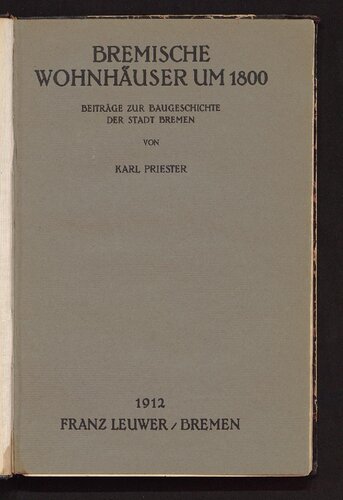 BREMISCHE
WOHNHÄUSER UM 1800
BEITRÄGE ZUR BAUGESCHICHTE
DER STADT BREMEN
VON
KARL PRIESTER
1912
FRANZ LEUWER / BREMEN